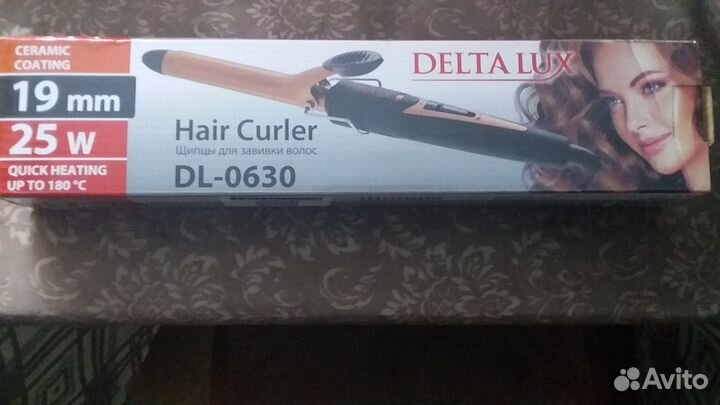 CERAMIC
COATING
19 mm
25 W
QUICK HEATING
UP TO 180 °C
Hair Curler
Щипцы для завивки волос
DL-0630
DELTA LUX
Avito